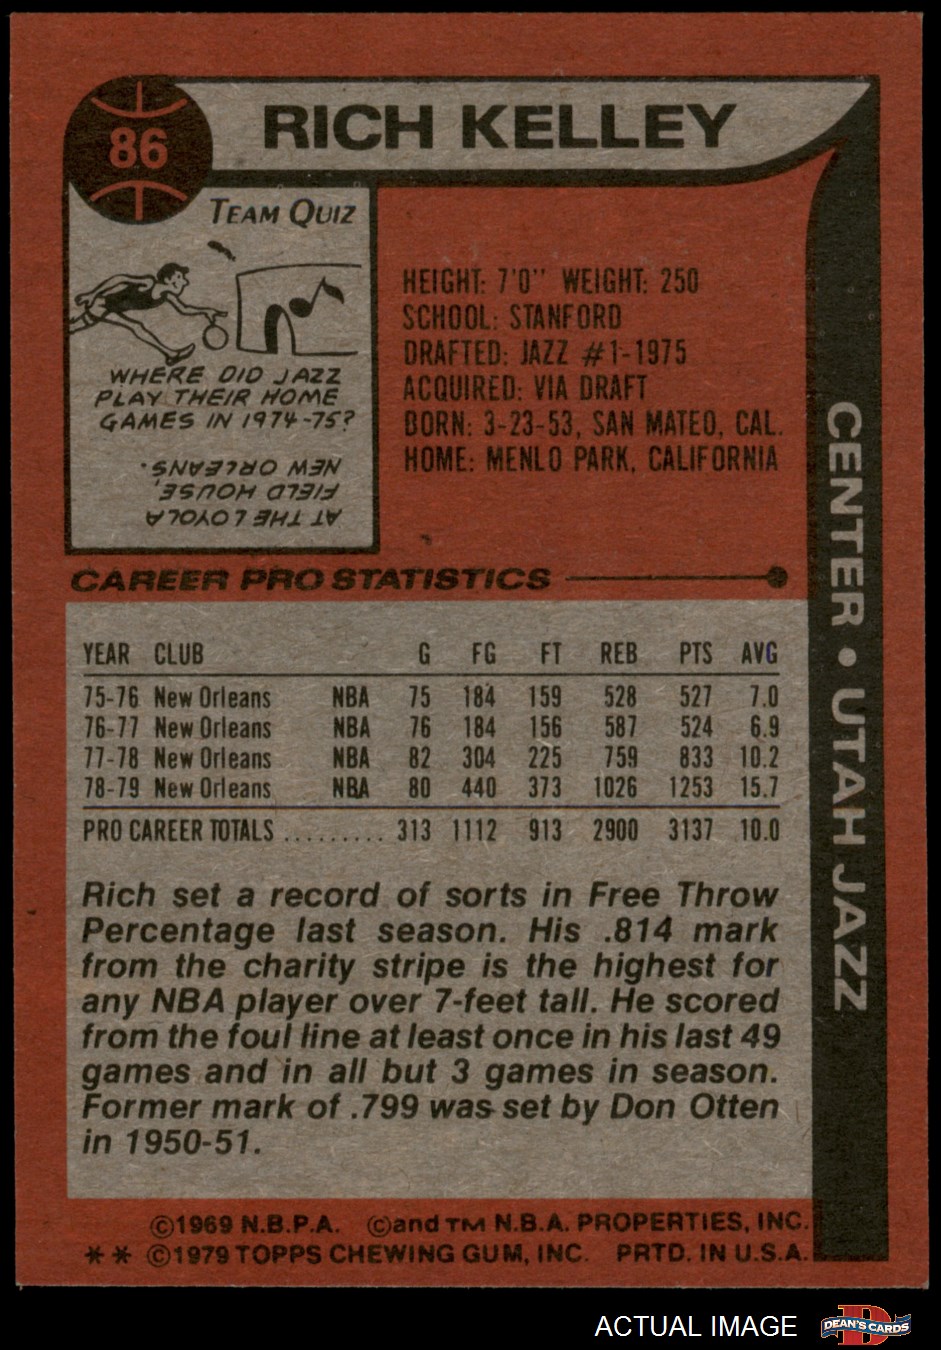 86
RICH KELLEY
TEAM QUIZ
WHERE DID JAZZ
PLAY THEIR HOME
GAMES IN 1974-75?
AT THE LOYOLA
FIELD HOUSE,
NEW ORLEANS.
HEIGHT: 7'0" WEIGHT: 250
SCHOOL: STANFORD
DRAFTED: JAZZ #1-1975
ACQUIRED: VIA DRAFT
BORN: 3-23-53, SAN MATEO, CAL.
HOME: MENLO PARK, CALIFORNIA
CENTER • UTAH JAZZ
CAREER PRO STATISTICS
YEAR CLUB G FG FT REB PTS AVG
75-76 New Orleans NBA 75 184 159 528 527 7.0
76-77 New Orleans NBA 76 184 156 587 524 6.9
77-78 New Orleans NBA 82 304 225 759 833 10.2
78-79 New Orleans NBA 80 440 373 1026 1253 15.7
PRO CAREER TOTALS ......... 313 1112 913 2900 3137 10.0
Rich set a record of sorts in Free Throw
Percentage last season. His .814 mark
from the charity stripe is the highest for
any NBA player over 7-feet tall. He scored
from the foul line at least once in his last 49
games and in all but 3 games in season.
Former mark of .799 was set by Don Otten
in 1950-51.
©1969 N.B.P.A. ©and TM N.B.A. PROPERTIES, INC.
** ©1979 TOPPS CHEWING GUM, INC. PRTD. IN U.S.A.
ACTUAL IMAGE
D
DEAN'S CARDS